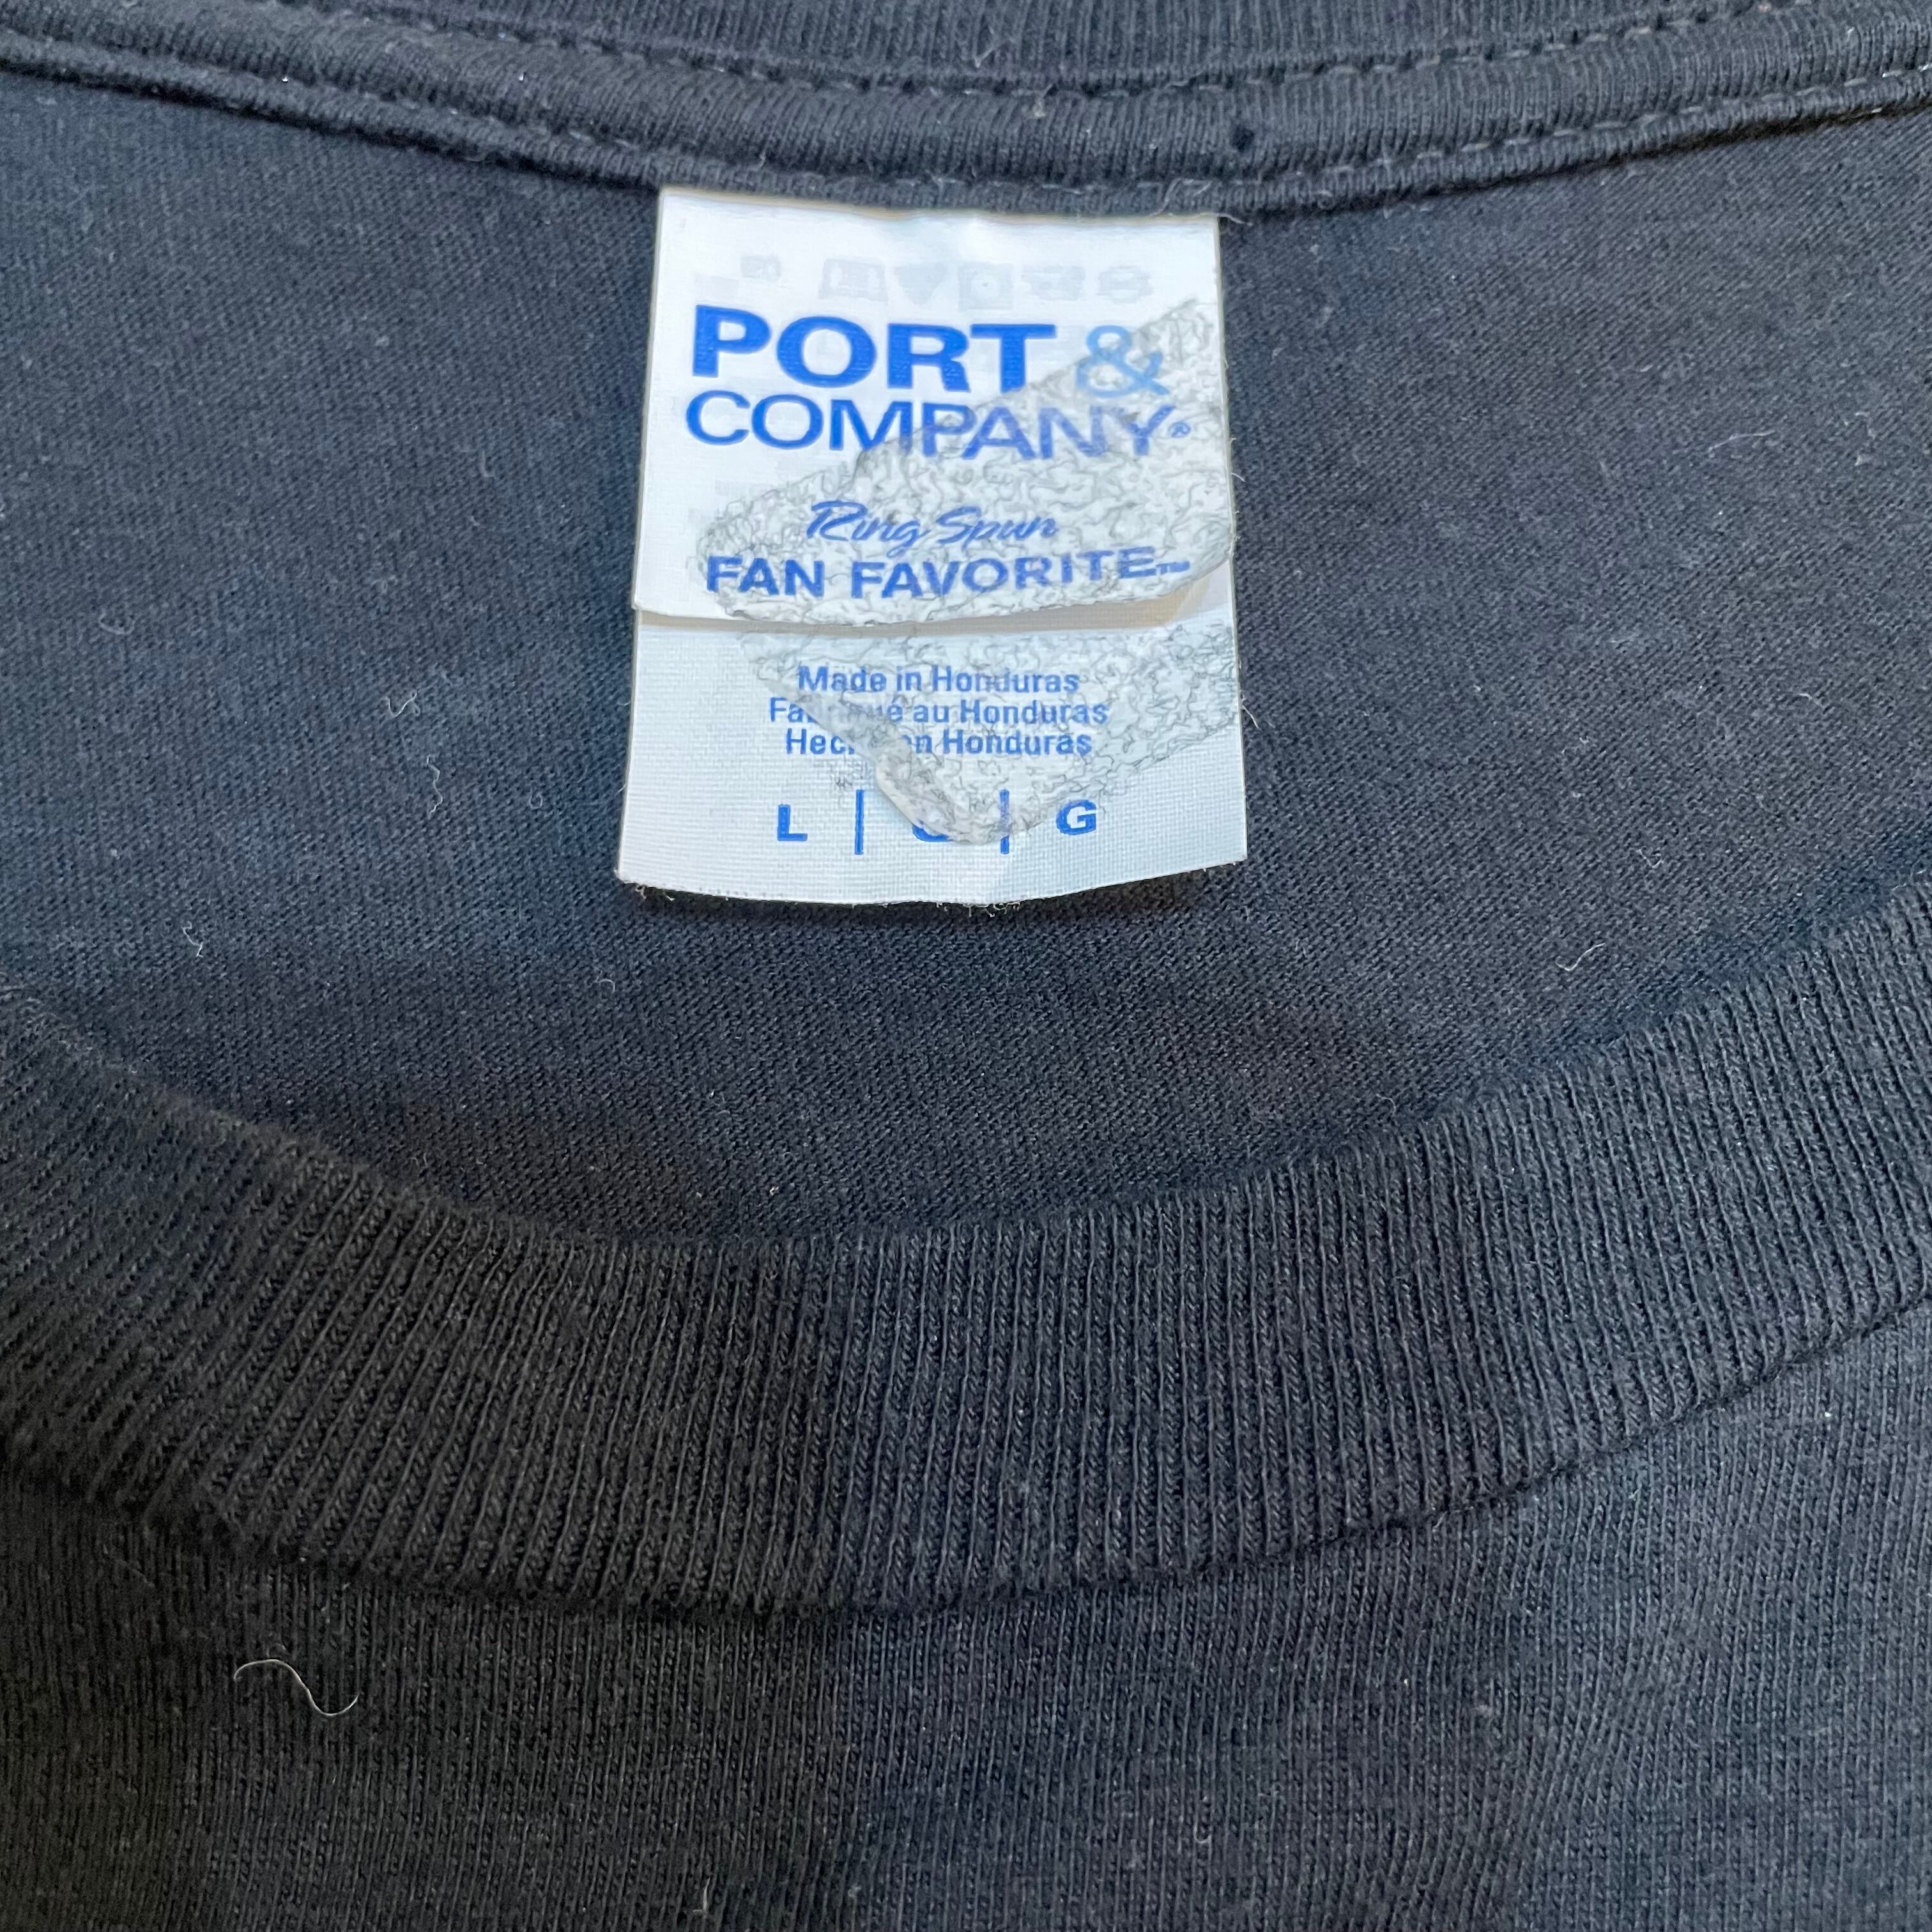 PORT &
COMPANY®
Ring Spun
FAN FAVORITE™
Made in Honduras
au Honduras
Honduras
L | | G